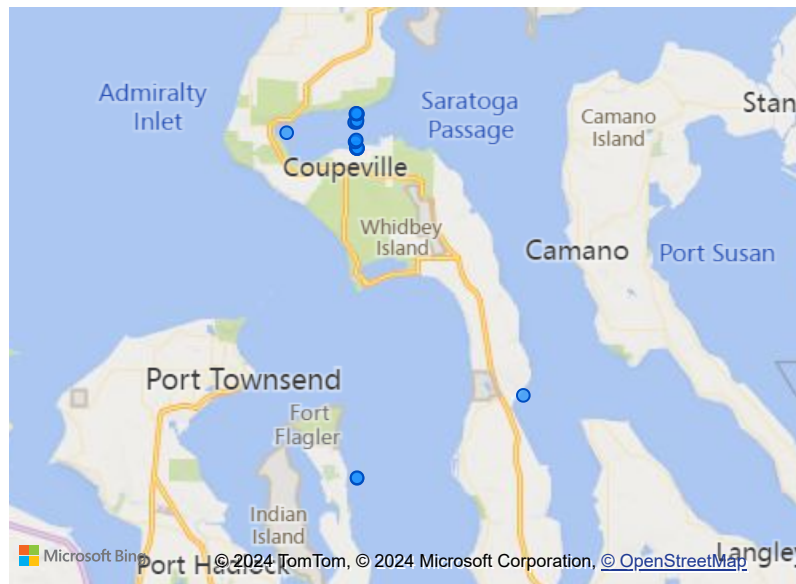 Admiralty
Inlet
Saratoga
Passage
Camano
Island
Stan
Coupeville
Whidbey
Island
Camano
Port Susan
Port Townsend
Fort
Flagler
Indian
Island
Microsoft Bing
Port Hadlock
© 2024 TomTom, © 2024 Microsoft Corporation, © OpenStreetMap
Langley